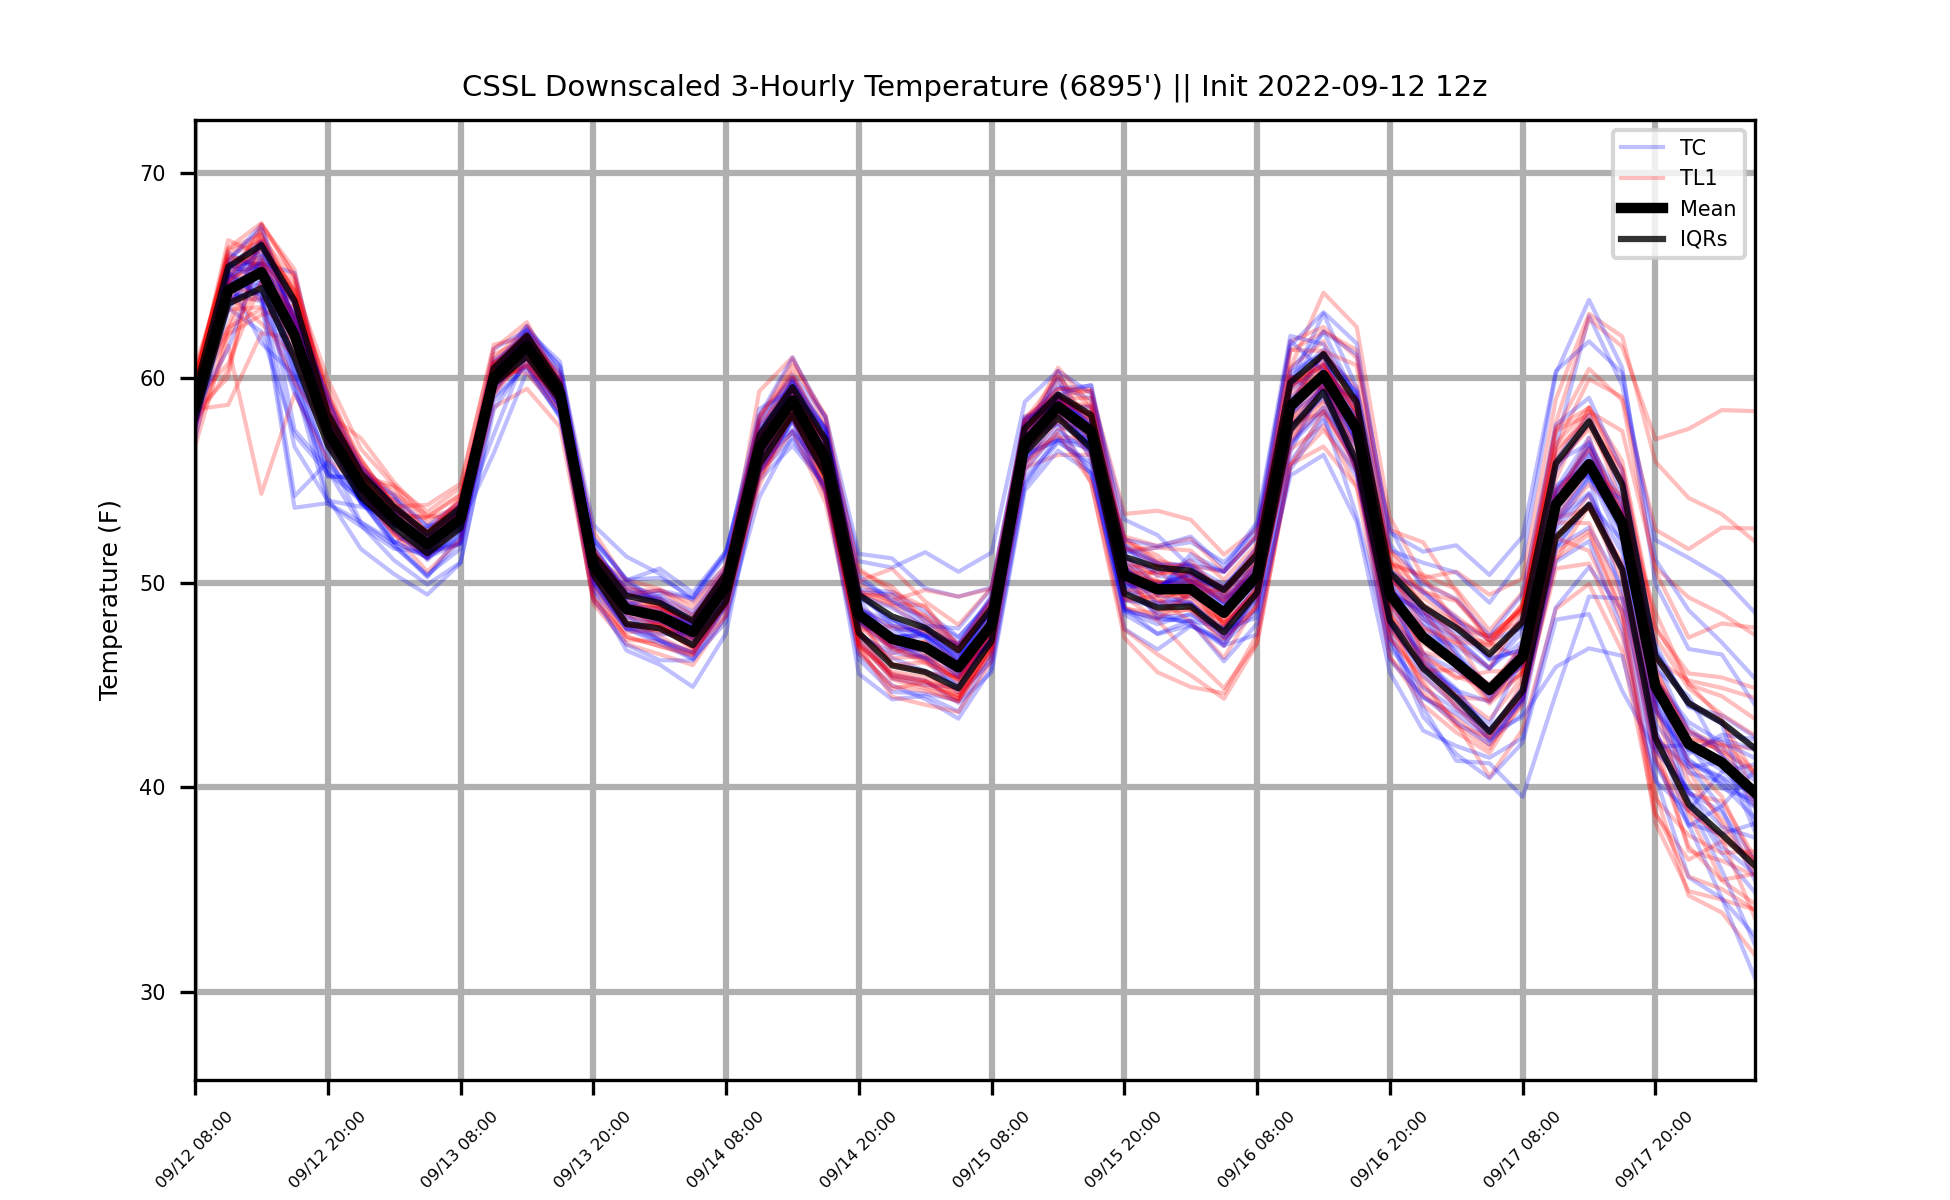 CSSL Downscaled 3-Hourly Temperature (6895') || Init 2022-09-12 12z
TC
TL1
Mean
IQRs
Temperature (F)
70
60
50
40
30
09/12 08:00
09/12 20:00
09/13 08:00
09/13 20:00
09/14 08:00
09/14 20:00
09/15 08:00
09/15 20:00
09/16 08:00
09/16 20:00
09/17 08:00
09/17 20:00